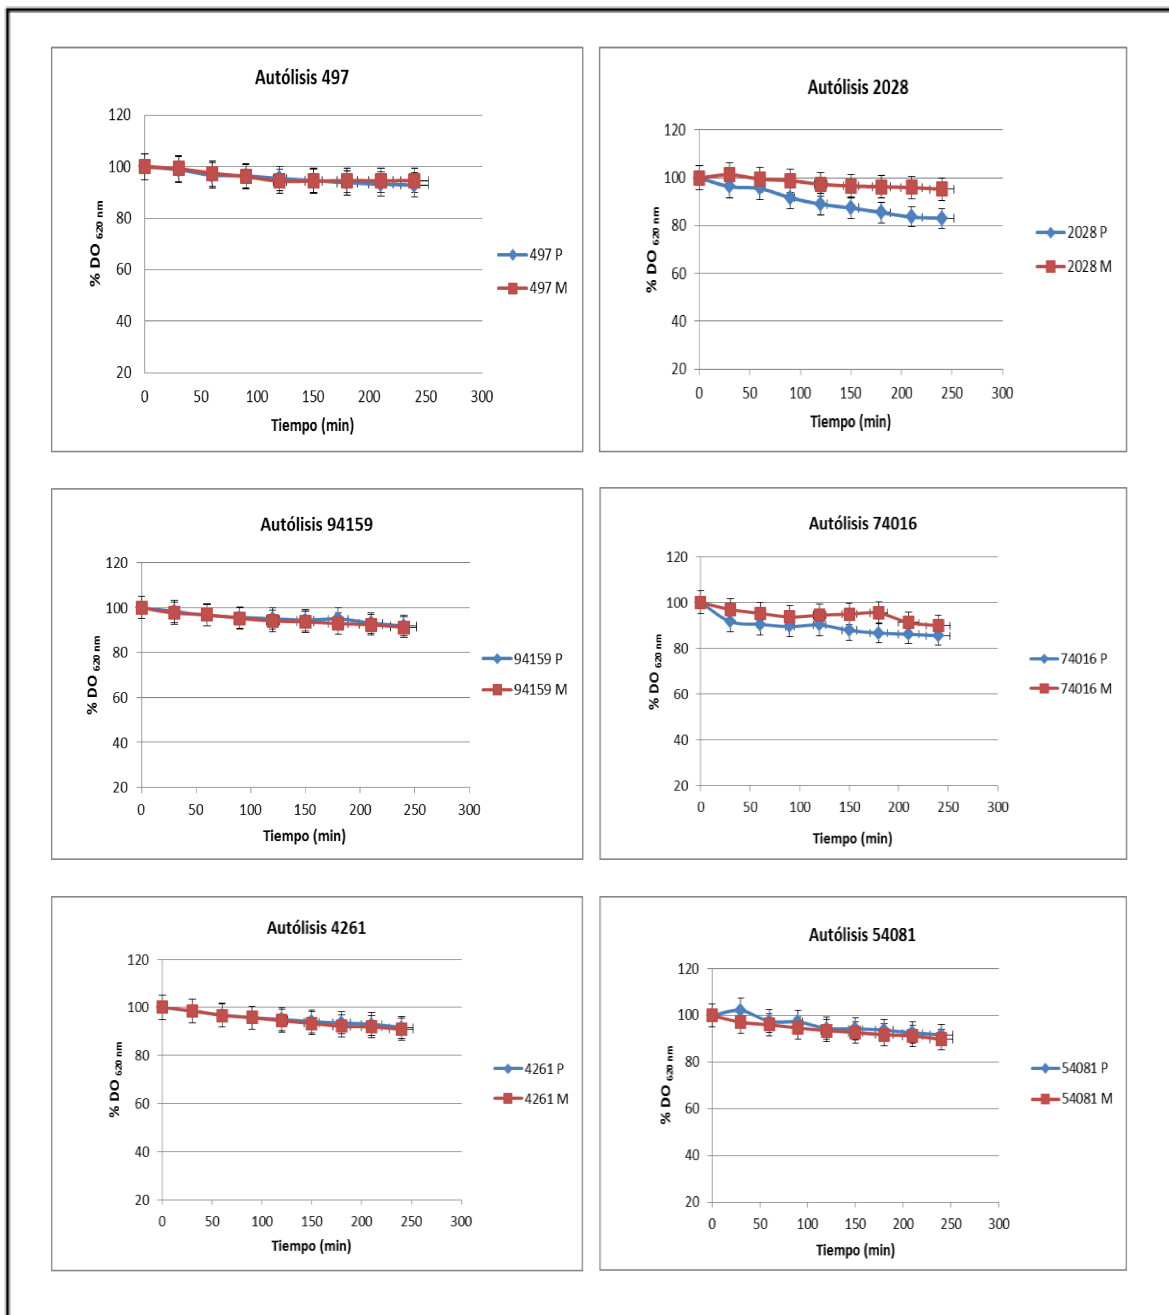 Autólisis 497
120
100
80
60
40
20
0 50 100 150 200 250 300
% DO 620 nm
Tiempo (min)
497 P
497 M
Autólisis 2028
120
100
80
60
40
20
0 50 100 150 200 250 300
% DO 620 nm
Tiempo (min)
2028 P
2028 M
Autólisis 94159
120
100
80
60
40
20
0 50 100 150 200 250 300
% DO 620 nm
Tiempo (min)
94159 P
94159 M
Autólisis 74016
120
100
80
60
40
20
0 50 100 150 200 250 300
% DO 620 nm
Tiempo (min)
74016 P
74016 M
Autólisis 4261
120
100
80
60
40
20
0 50 100 150 200 250 300
% DO 620 nm
Tiempo (min)
4261 P
4261 M
Autólisis 54081
120
100
80
60
40
20
0 50 100 150 200 250 300
% DO 620 nm
Tiempo (min)
54081 P
54081 M